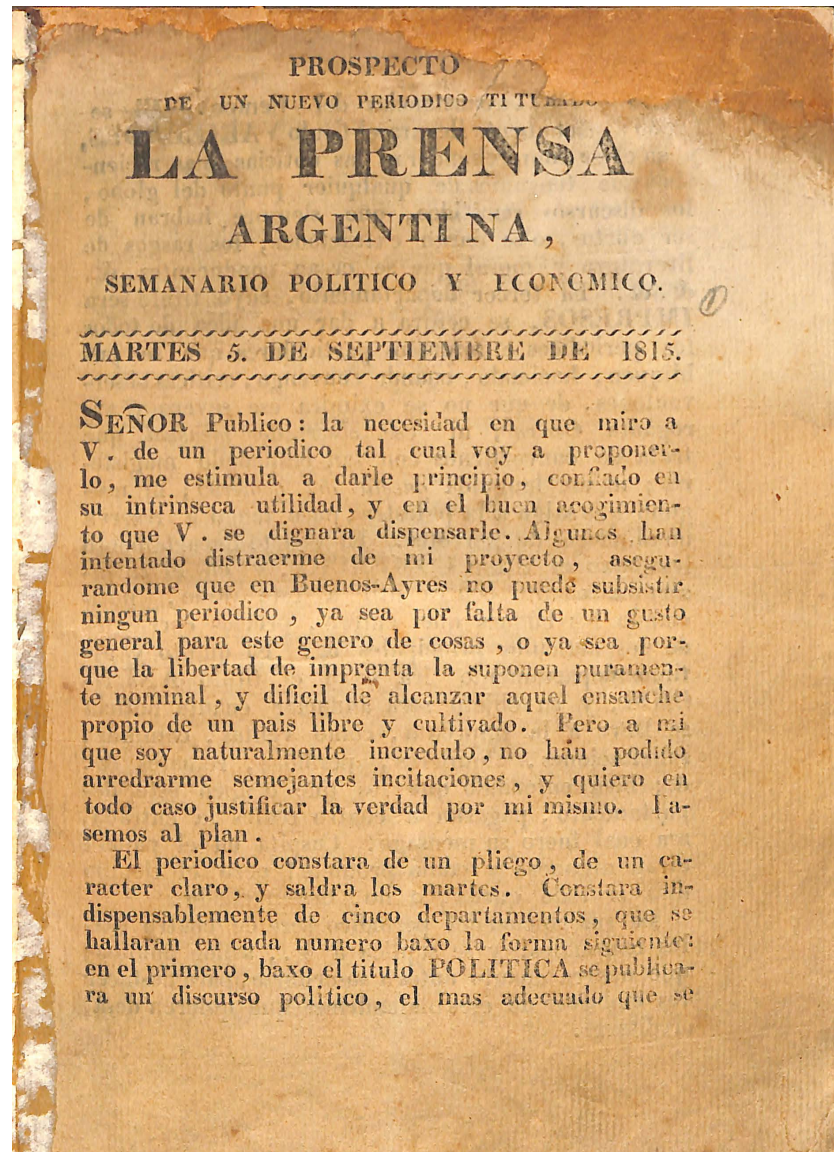 PROSPECTO
DE UN NUEVO PERIODICO TITULADO
LA PRENSA
ARGENTINA,
SEMANARIO POLITICO Y ECONOMICO.
MARTES 5. DE SEPTIEMBRE DE 1815.
SEÑOR Publico: la necesidad en que miro a
V. de un periodico tal cual voy a proponer-
lo, me estimula a darle principio, confiado en
su intrinseca utilidad, y en el buen acogimien-
to que V. se dignara dispensarle. Algunos han
intentado distraerme de mi proyecto, asegu-
randome que en Buenos-Ayres no puede subsistir
ningun periodico, ya sea por falta de un gusto
general para este genero de cosas, o ya sea por-
que la libertad de imprenta la suponen puramen-
te nominal, y dificil de alcanzar aquel ensanche
propio de un pais libre y cultivado. Pero a mi
que soy naturalmente incredulo, no han podido
arredrarme semejantes incitaciones, y quiero en
todo caso justificar la verdad por mi mismo. Pa-
semos al plan.
El periodico constara de un pliego, de un ca-
racter claro, y saldra los martes. Constara in-
dispensablemente de cinco departamentos, que se
hallaran en cada numero baxo la forma siguiente:
en el primero, baxo el titulo POLITICA se publica-
ra un discurso politico, el mas adecuado que se